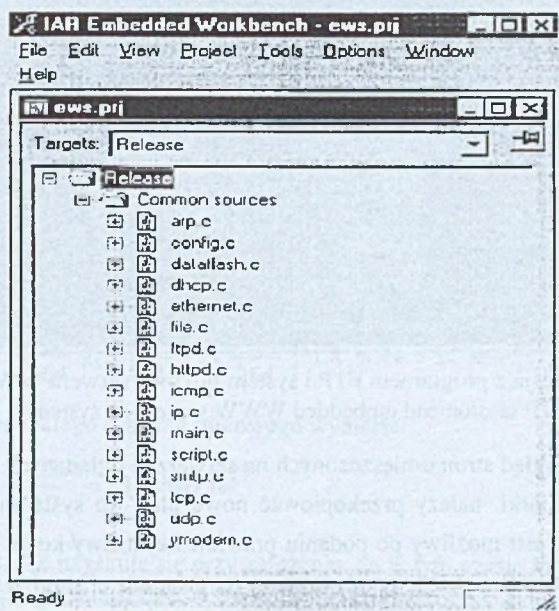 IAR Embedded Workbench - ews.prj
File Edit View Project Tools Options Window
Help
ews.prj
Targets: Release
Release
Common sources
arp.c
config.c
dataflash.c
dhcp.c
ethernet.c
file.c
ftpd.c
httpd.c
icmp.c
ip.c
main.c
script.c
smtp.c
tcp.c
udp.c
ymodem.c
Ready